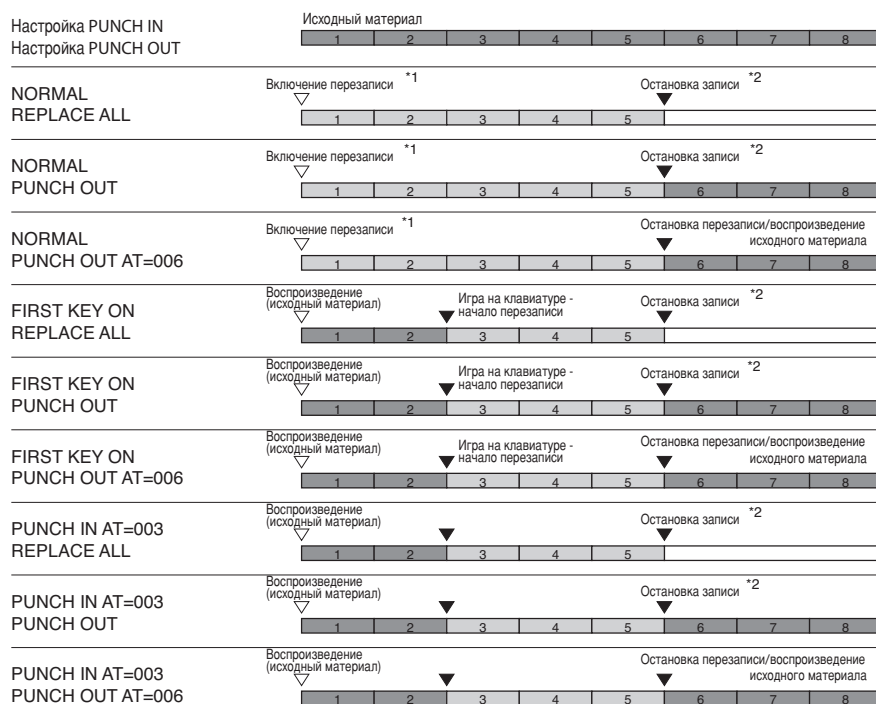 Настройка PUNCH IN
Настройка PUNCH OUT
Исходный материал
1 2 3 4 5 6 7 8
NORMAL
REPLACE ALL
Включение перезаписи *1
Остановка записи *2
1 2 3 4 5
NORMAL
PUNCH OUT
Включение перезаписи *1
Остановка записи *2
1 2 3 4 5 6 7 8
NORMAL
PUNCH OUT AT=006
Включение перезаписи *1
Остановка перезаписи/воспроизведение
исходного материала
1 2 3 4 5 6 7 8
FIRST KEY ON
REPLACE ALL
Воспроизведение
(исходный материал)
Игра на клавиатуре -
начало перезаписи
Остановка записи *2
1 2 3 4 5
FIRST KEY ON
PUNCH OUT
Воспроизведение
(исходный материал)
Игра на клавиатуре -
начало перезаписи
Остановка записи *2
1 2 3 4 5 6 7 8
FIRST KEY ON
PUNCH OUT AT=006
Воспроизведение
(исходный материал)
Игра на клавиатуре -
начало перезаписи
Остановка перезаписи/воспроизведение
исходного материала
1 2 3 4 5 6 7 8
PUNCH IN AT=003
REPLACE ALL
Воспроизведение
(исходный материал)
Остановка записи *2
1 2 3 4 5
PUNCH IN AT=003
PUNCH OUT
Воспроизведение
(исходный материал)
Остановка записи *2
1 2 3 4 5 6 7 8
PUNCH IN AT=003
PUNCH OUT AT=006
Воспроизведение
(исходный материал)
Остановка перезаписи/воспроизведение
исходного материала
1 2 3 4 5 6 7 8